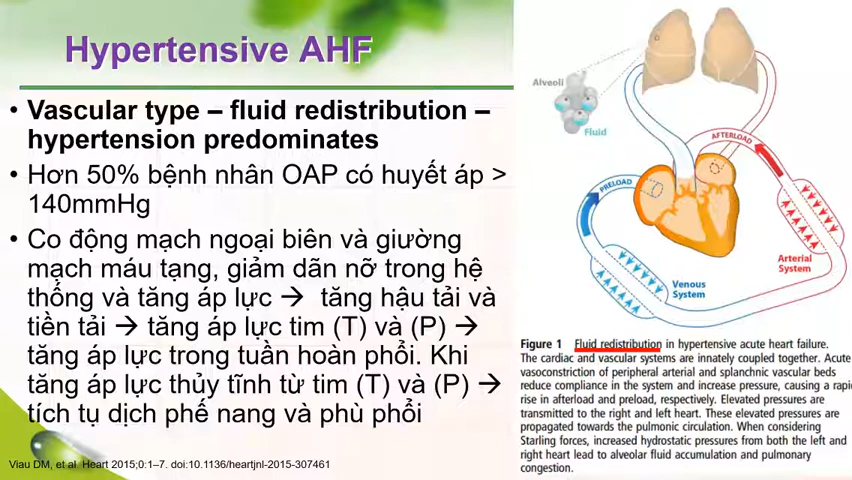 Hypertensive AHF
• Vascular type – fluid redistribution –
hypertension predominates
• Hơn 50% bệnh nhân OAP có huyết áp >
140mmHg
• Co động mạch ngoại biên và giường
mạch máu tạng, giảm dãn nỡ trong hệ
thống và tăng áp lực → tăng hậu tải và
tiền tải → tăng áp lực tim (T) và (P) →
tăng áp lực trong tuần hoàn phổi. Khi
tăng áp lực thủy tĩnh từ tim (T) và (P) →
tích tụ dịch phế nang và phù phổi
Viau DM, et al. Heart 2015;0:1–7. doi:10.1136/heartjnl-2015-307461
Alveoli
Fluid
AFTERLOAD
PRELOAD
Arterial
System
Venous
System
Figure 1 Fluid redistribution in hypertensive acute heart failure.
The cardiac and vascular systems are innately coupled together. Acute
vasoconstriction of peripheral arterial and splanchnic vascular beds
reduce compliance in the system and increase pressure, causing a rapi
rise in afterload and preload, respectively. Elevated pressures are
transmitted to the right and left heart. These elevated pressures are
propagated towards the pulmonic circulation. When considering
Starling forces, increased hydrostatic pressures from both the left and
right heart lead to alveolar fluid accumulation and pulmonary
congestion.